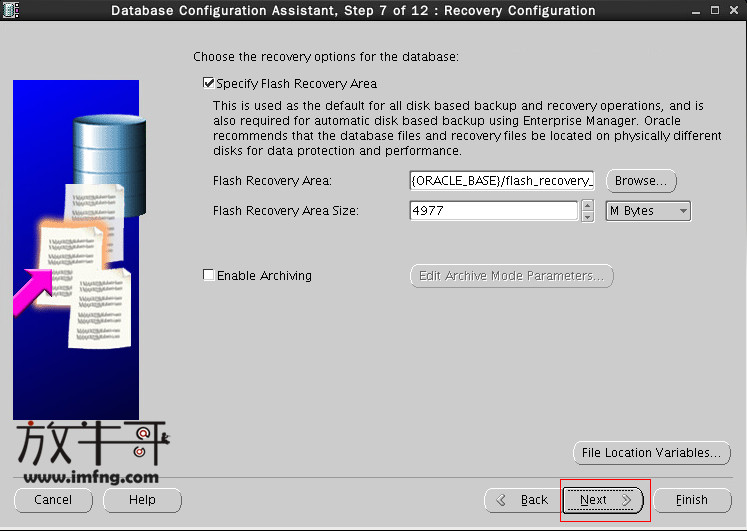 Database Configuration Assistant, Step 7 of 12 : Recovery Configuration
Choose the recovery options for the database:
Specify Flash Recovery Area
This is used as the default for all disk based backup and recovery operations, and is
also required for automatic disk based backup using Enterprise Manager. Oracle
recommends that the database files and recovery files be located on physically different
disks for data protection and performance.
Flash Recovery Area:
{ORACLE_BASE}/flash_recovery_
Browse...
Flash Recovery Area Size:
4977
M Bytes
Enable Archiving
Edit Archive Mode Parameters...
放牛哥
www.imfng.com
File Location Variables...
Cancel
Help
Back
Next
Finish